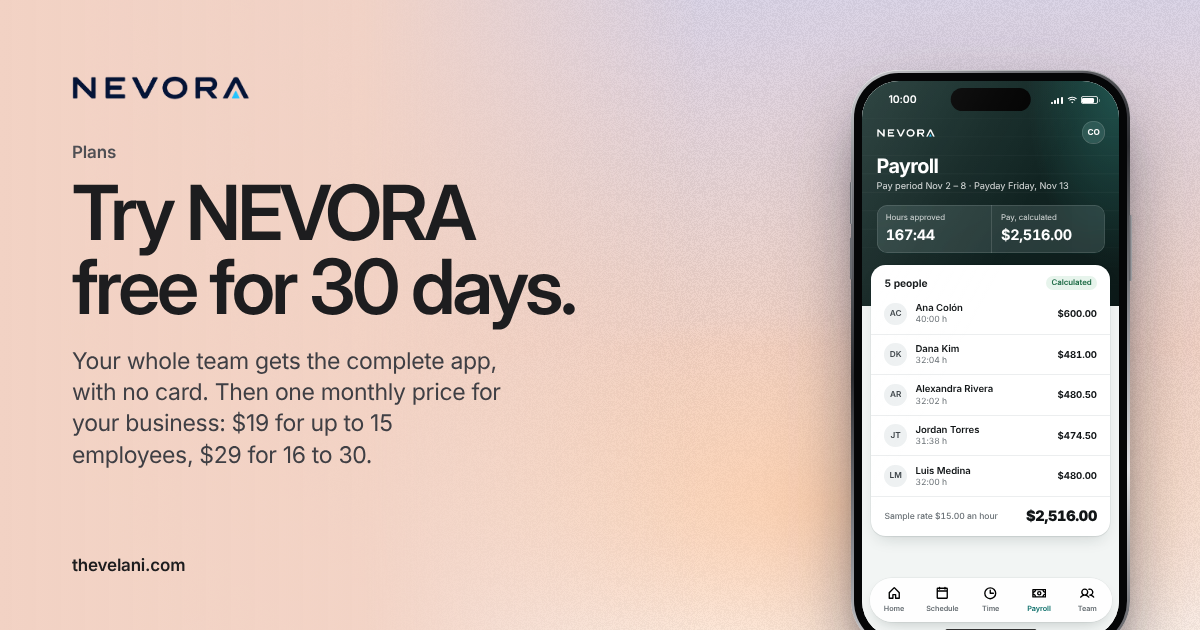 NEVORA
Plans
Try NEVORA
free for 30 days.
Your whole team gets the complete app,
with no card. Then one monthly price for
your business: $19 for up to 15
employees, $29 for 16 to 30.
thevelani.com
10:00
NEVORA
CO
Payroll
Pay period Nov 2 – 8 · Payday Friday, Nov 13
Hours approved
167:44
Pay, calculated
$2,516.00
5 people
Calculated
AC
Ana Colón
40:00 h
$600.00
DK
Dana Kim
32:04 h
$481.00
AR
Alexandra Rivera
32:02 h
$480.50
JT
Jordan Torres
31:38 h
$474.50
LM
Luis Medina
32:00 h
$480.00
Sample rate $15.00 an hour
$2,516.00
Home
Schedule
Time
Payroll
Team